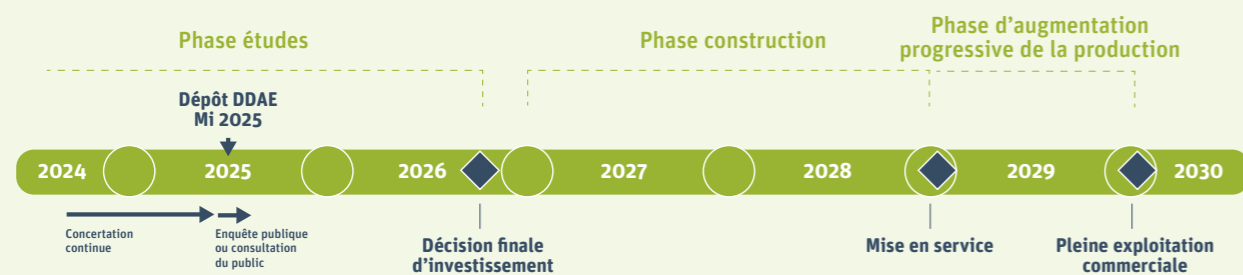 Phase études
Phase construction
Phase d'augmentation
progressive de la production
Dépôt DDAE
Mi 2025
2024
2025
2026
2027
2028
2029
2030
Concertation
continue
Enquête publique
ou consultation
du public
Décision finale
d'investissement
Mise en service
Pleine exploitation
commerciale